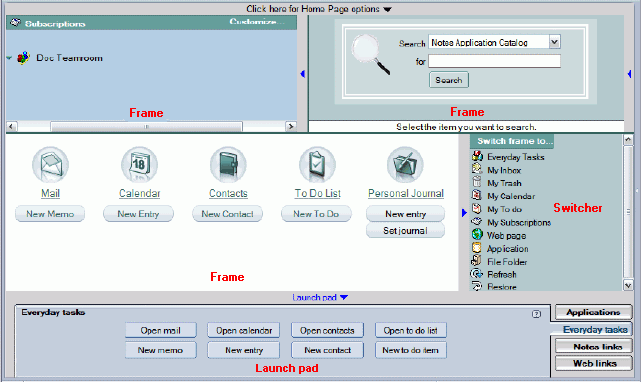 Click here for Home Page options
Subscriptions
Customize...
Doc Teamroom
Frame
Search
Notes Application Catalog
for
Search
Frame
Select the item you want to search.
Mail
Calendar
Contacts
To Do List
Personal Journal
18
New Memo
New Entry
New Contact
New To Do
New entry
Set journal
Frame
Switch frame to...
Everyday Tasks
My Inbox
My Trash
My Calendar
My To do
My Subscriptions
Web page
Application
File Folder
Refresh
Restore
Switcher
Launch pad
Everyday tasks
?
Open mail
Open calendar
Open contacts
Open to do list
New memo
New entry
New contact
New to do item
Launch pad
Applications
Everyday tasks
Notes links
Web links